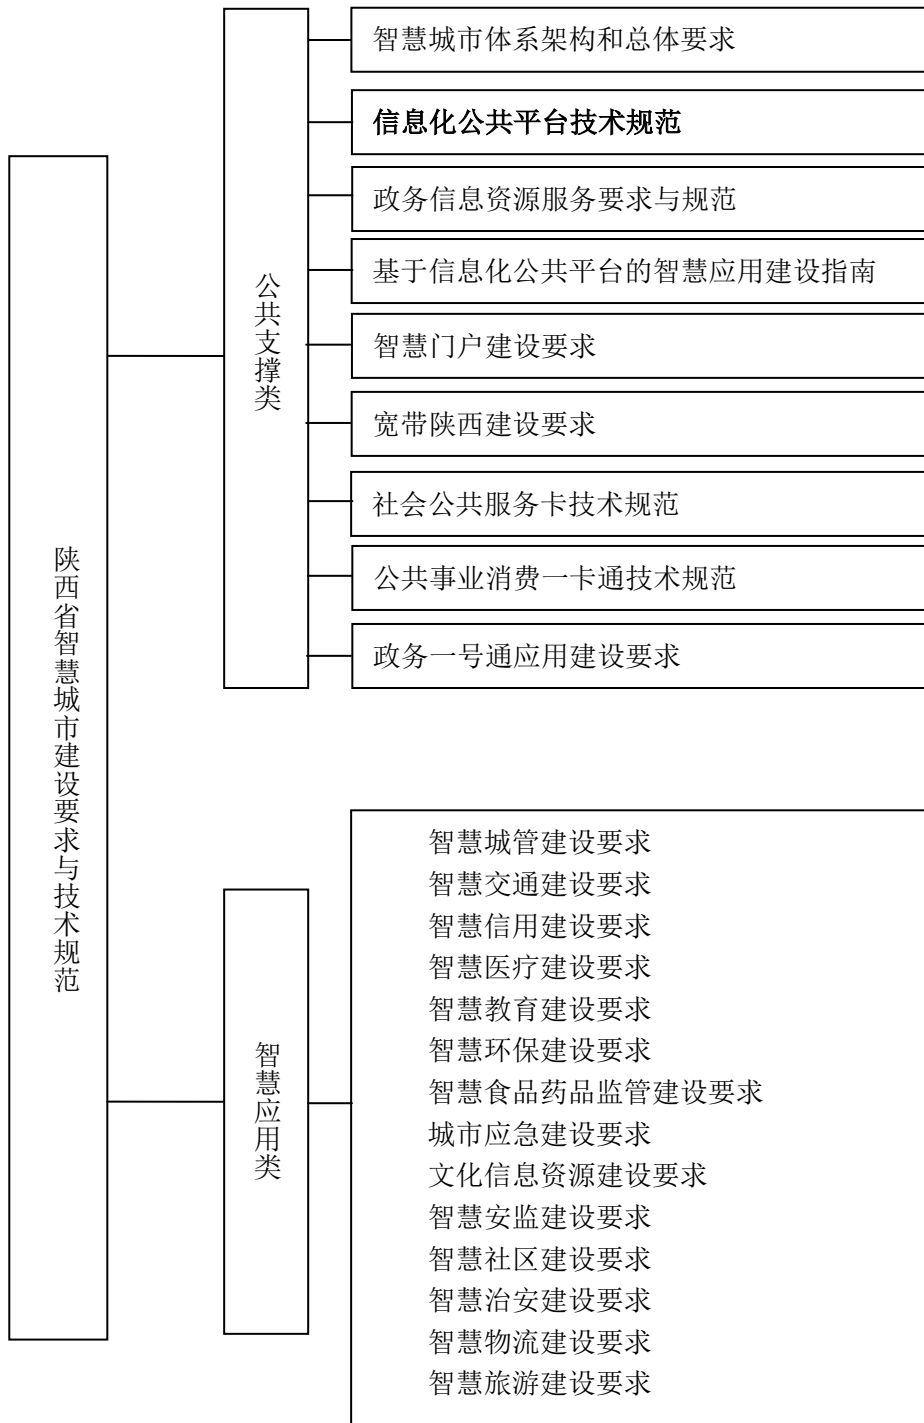 陕西省智慧城市建设要求与技术规范
公共支撑类
智慧城市体系架构和总体要求
信息化公共平台技术规范
政务信息资源服务要求与规范
基于信息化公共平台的智慧应用建设指南
智慧门户建设要求
宽带陕西建设要求
社会公共服务卡技术规范
公共事业消费一卡通技术规范
政务一号通应用建设要求
智慧应用类
智慧城管建设要求
智慧交通建设要求
智慧信用建设要求
智慧医疗建设要求
智慧教育建设要求
智慧环保建设要求
智慧食品药品监管建设要求
城市应急建设要求
文化信息资源建设要求
智慧安监建设要求
智慧社区建设要求
智慧治安建设要求
智慧物流建设要求
智慧旅游建设要求